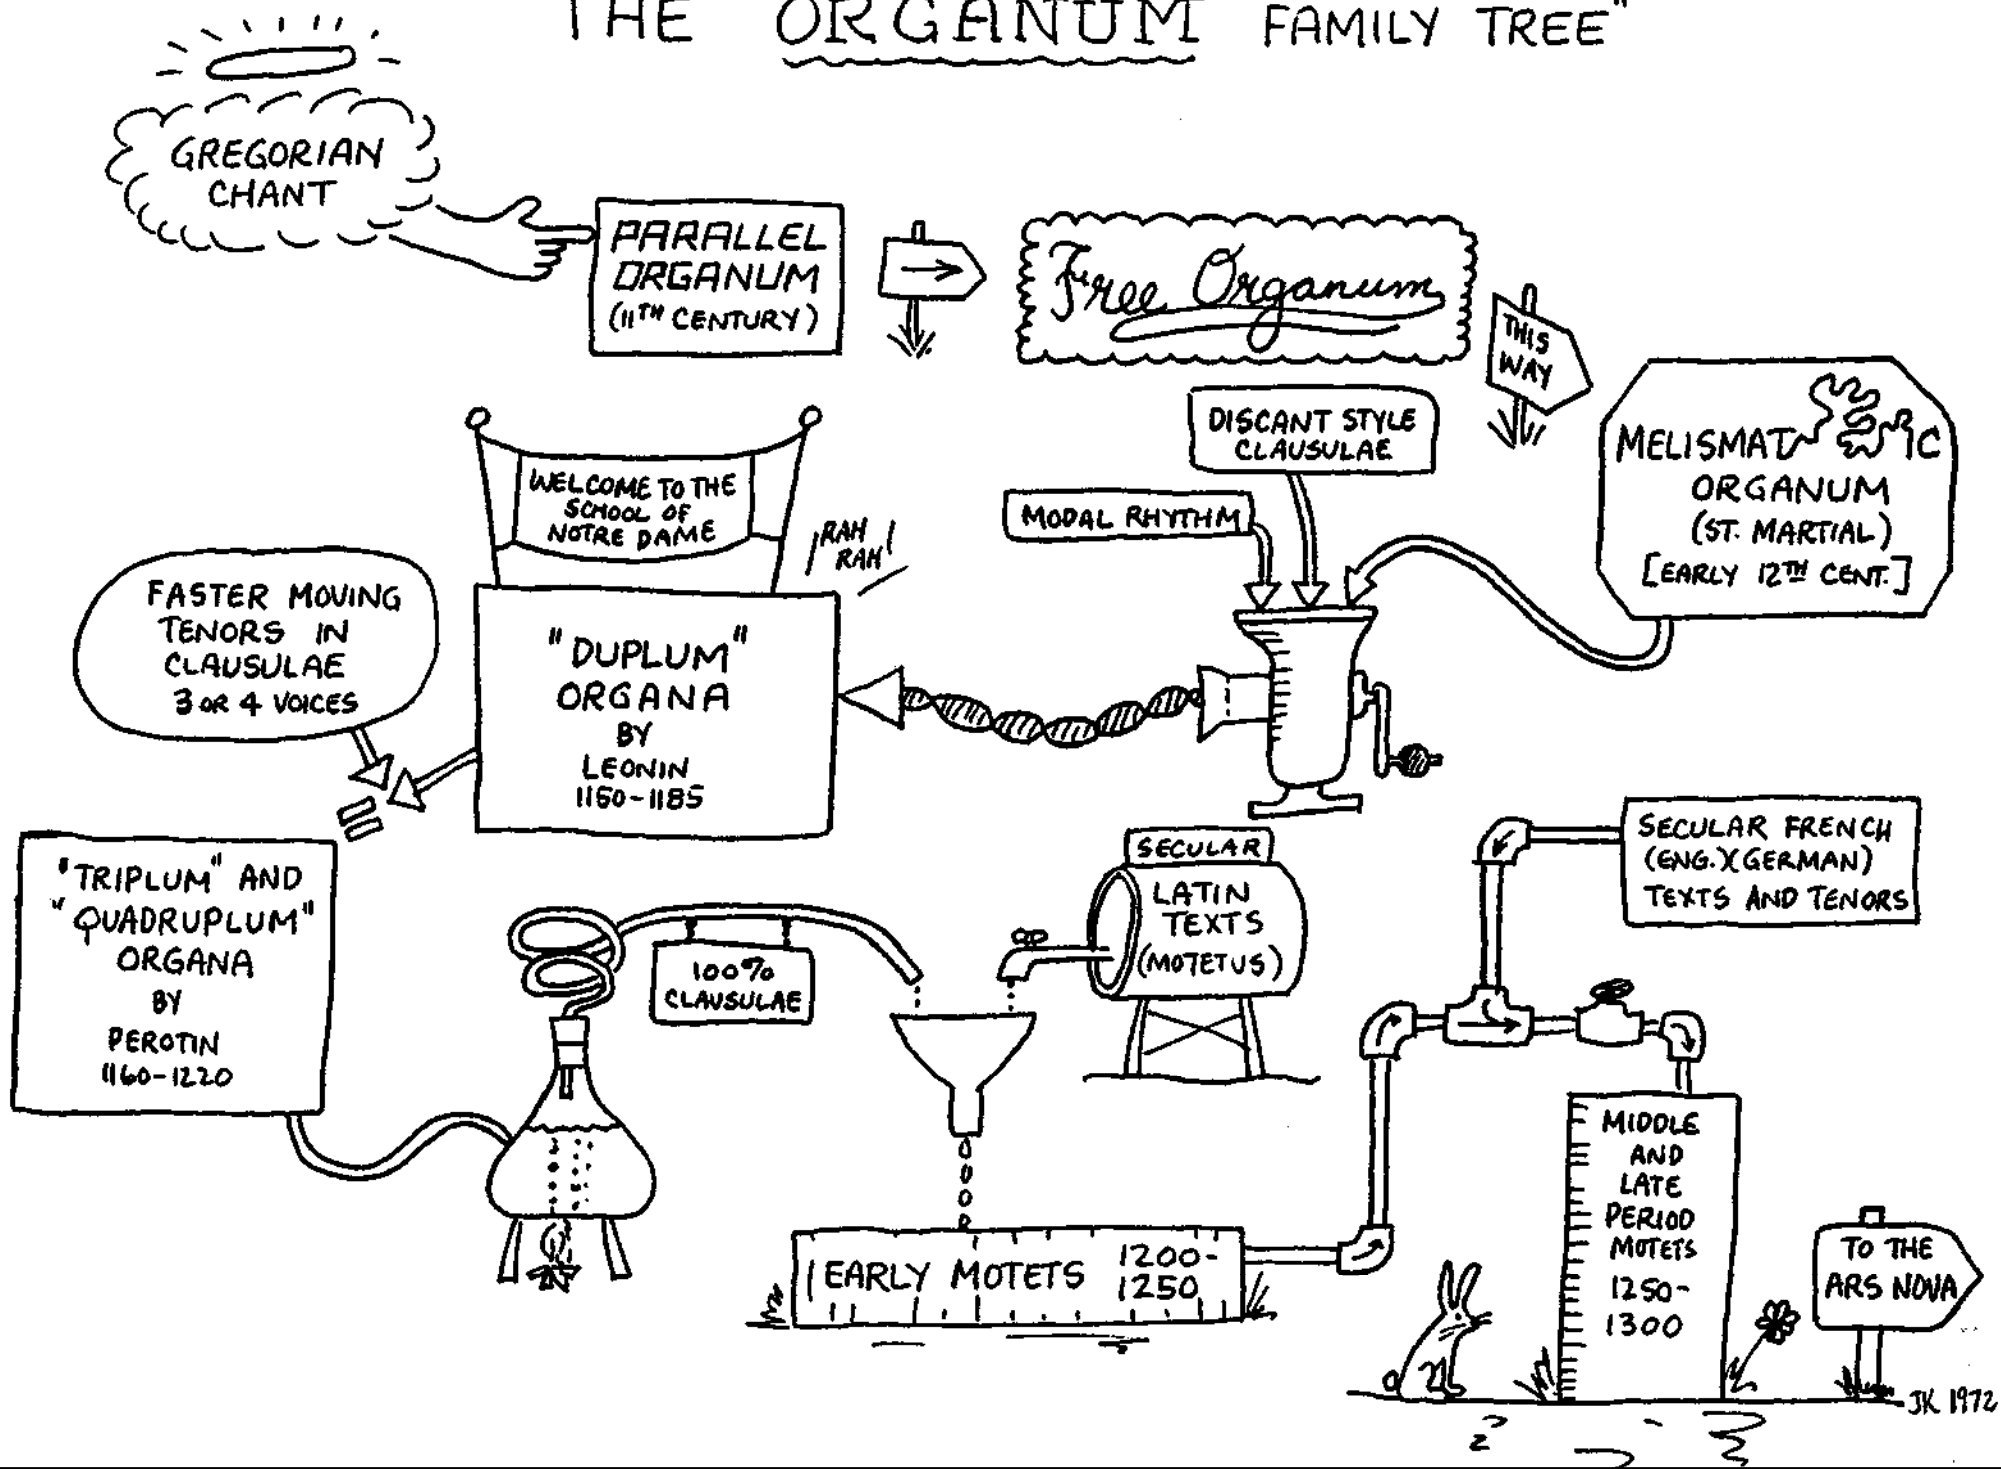 THE ORGANUM FAMILY TREE"
GREGORIAN
CHANT
PARALLEL
ORGANUM
(11TH CENTURY)
Free Organum
THIS
WAY
MELISMATIC
ORGANUM
(ST. MARTIAL)
[EARLY 12TH CENT.]
DISCANT STYLE
CLAUSULAE
MODAL RHYTHM
WELCOME TO THE
SCHOOL OF
NOTRE DAME
RAH
RAH!
"DUPLUM"
ORGANA
BY
LEONIN
1150-1185
FASTER MOVING
TENORS IN
CLAUSULAE
3 OR 4 VOICES
"TRIPLUM" AND
"QUADRUPLUM"
ORGANA
BY
PEROTIN
1160-1220
100%
CLAUSULAE
SECULAR
LATIN
TEXTS
(MOTETUS)
EARLY MOTETS 1200-
1250
SECULAR FRENCH
(ENG.)(GERMAN)
TEXTS AND TENORS
MIDDLE
AND
LATE
PERIOD
MOTETS
1250-
1300
TO THE
ARS NOVA
JK 1972